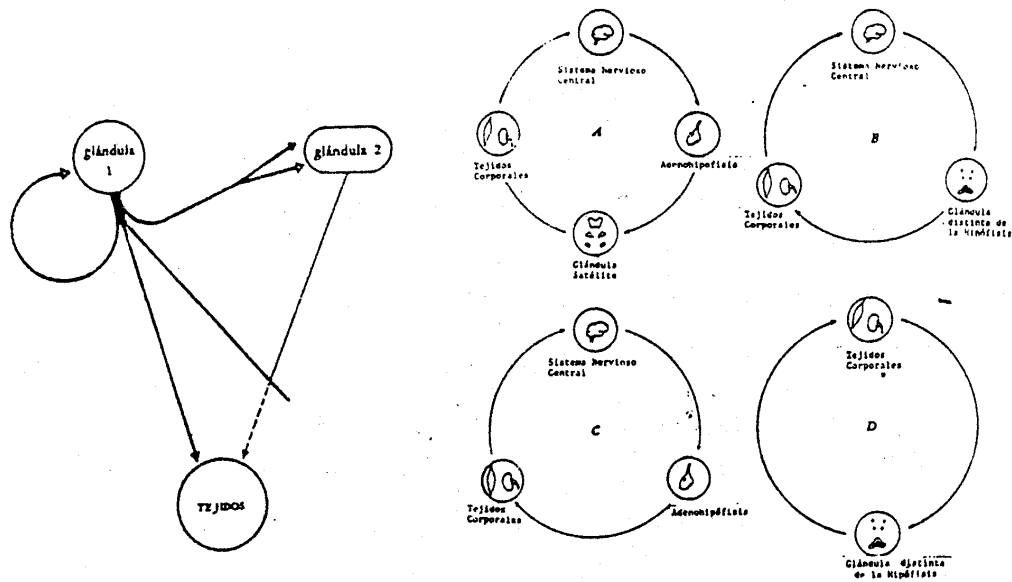 glándula
1
glándula 2
TEJIDOS
Sistema Nervioso
Central
A
Tejidos
Corporales
Adenohipofisis
Glándula
Satélite
Sistema Nervioso
Central
B
Tejidos
Corporales
Glándula
distinta de
la Hipófisis
Sistema Nervioso
Central
C
Tejidos
Corporales
Adenohipófisis
Tejidos
Corporales
D
Glándula distinta
de la Hipófisis